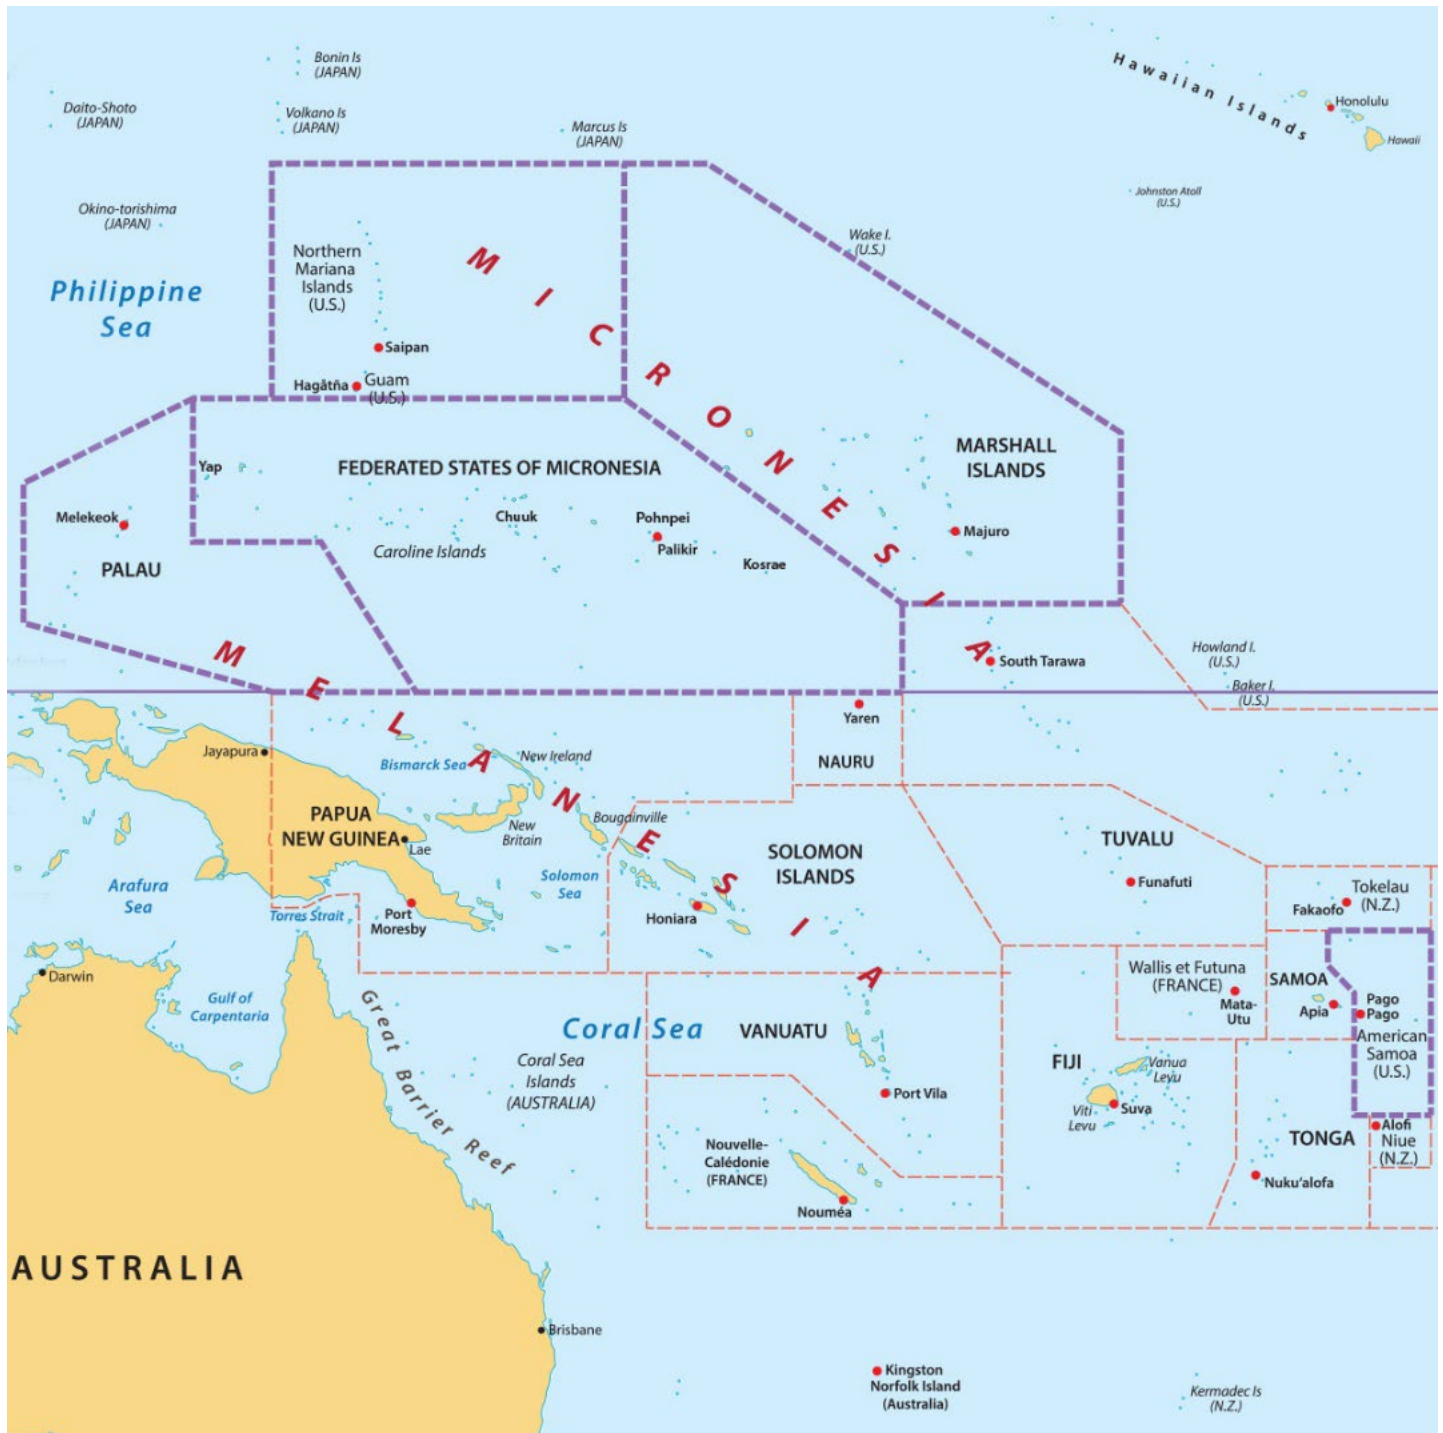 Bonin Is
(JAPAN)
Daito-Shoto
(JAPAN)
Volkano Is
(JAPAN)
Marcus Is
(JAPAN)
Hawaiian Islands
Honolulu
Hawaii
Johnston Atoll
(U.S.)
Okino-torishima
(JAPAN)
Wake I.
(U.S.)
Philippine
Sea
Northern
Mariana
Islands
(U.S.)
MICRONESIA
Saipan
Hagåtña
Guam
(U.S.)
Yap
FEDERATED STATES OF MICRONESIA
MARSHALL
ISLANDS
Melekeok
Chuuk
Pohnpei
Palikir
Majuro
Caroline Islands
Kosrae
PALAU
MELANESIA
South Tarawa
Howland I.
(U.S.)
Baker I.
(U.S.)
Yaren
NAURU
Jayapura
Bismarck Sea
New Ireland
PAPUA
NEW GUINEA
Lae
New
Britain
Bougainville
SOLOMON
ISLANDS
TUVALU
Funafuti
Arafura
Sea
Solomon
Sea
Tokelau
(N.Z.)
Fakaofo
Torres Strait
Port
Moresby
Honiara
Darwin
Gulf of
Carpentaria
Great Barrier Reef
Coral Sea
Coral Sea
Islands
(AUSTRALIA)
VANUATU
Port Vila
Wallis et Futuna
(FRANCE)
Mata-
Utu
SAMOA
Apia
Pago
Pago
American
Samoa
(U.S.)
FIJI
Vanua
Levu
Viti
Levu
Suva
Nouvelle-
Calédonie
(FRANCE)
Nouméa
TONGA
Nuku‘alofa
Alofi
Niue
(N.Z.)
AUSTRALIA
Brisbane
Kingston
Norfolk Island
(Australia)
Kermadec Is
(N.Z.)